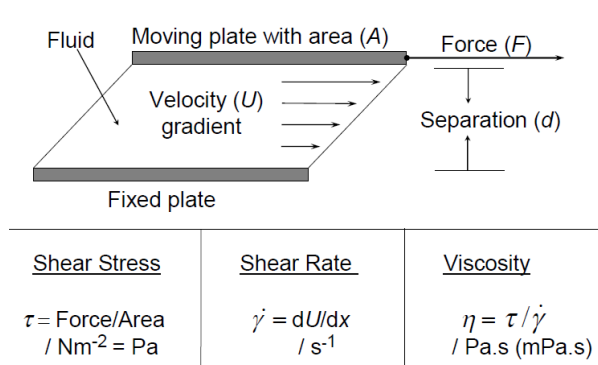 Fluid
Moving plate with area (A)
Force (F)
Velocity (U)
gradient
Separation (d)
Fixed plate
Shear Stress
τ = Force/Area
/ Nm⁻² = Pa
Shear Rate
γ̇ = dU/dx
/ s⁻¹
Viscosity
η = τ/γ̇
/ Pa.s (mPa.s)